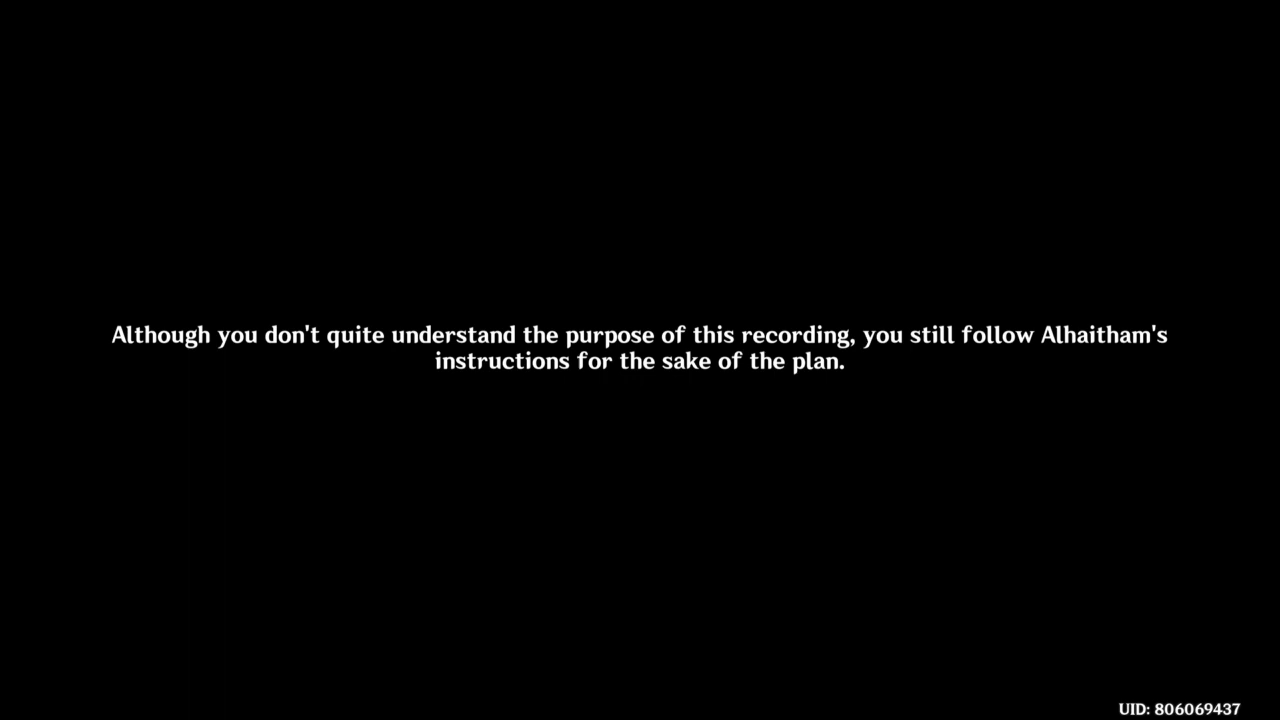 Although you don't quite understand the purpose of this recording, you still follow Alhaitham's
instructions for the sake of the plan.
UID: 806069437